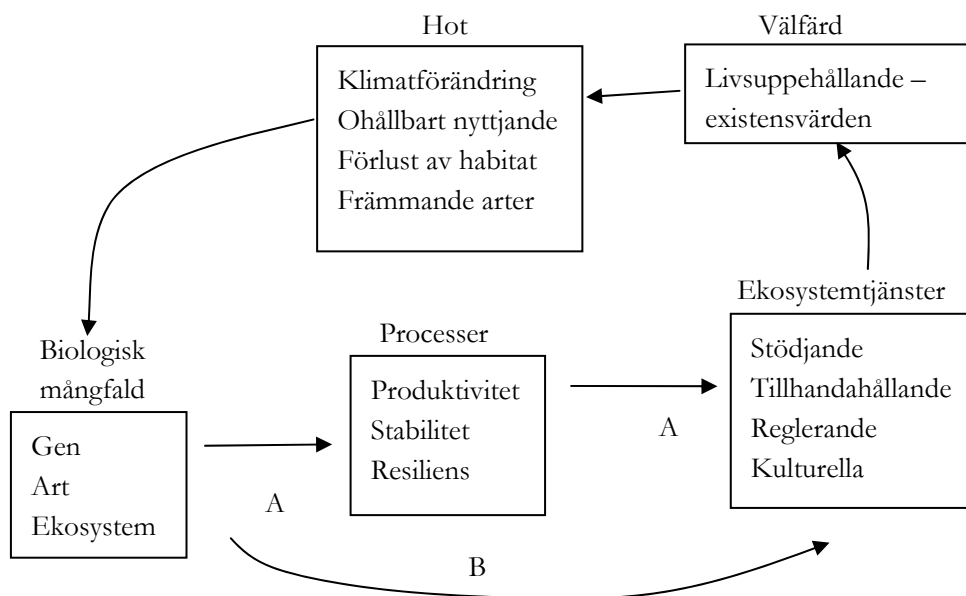 Hot
Klimatförändring
Ohållbart nyttjande
Förlust av habitat
Främmande arter
Välfärd
Livsuppehållande –
existensvärden
Biologisk
mångfald
Gen
Art
Ekosystem
A
Processer
Produktivitet
Stabilitet
Resiliens
A
Ekosystemtjänster
Stödjande
Tillhandahållande
Reglerande
Kulturella
B